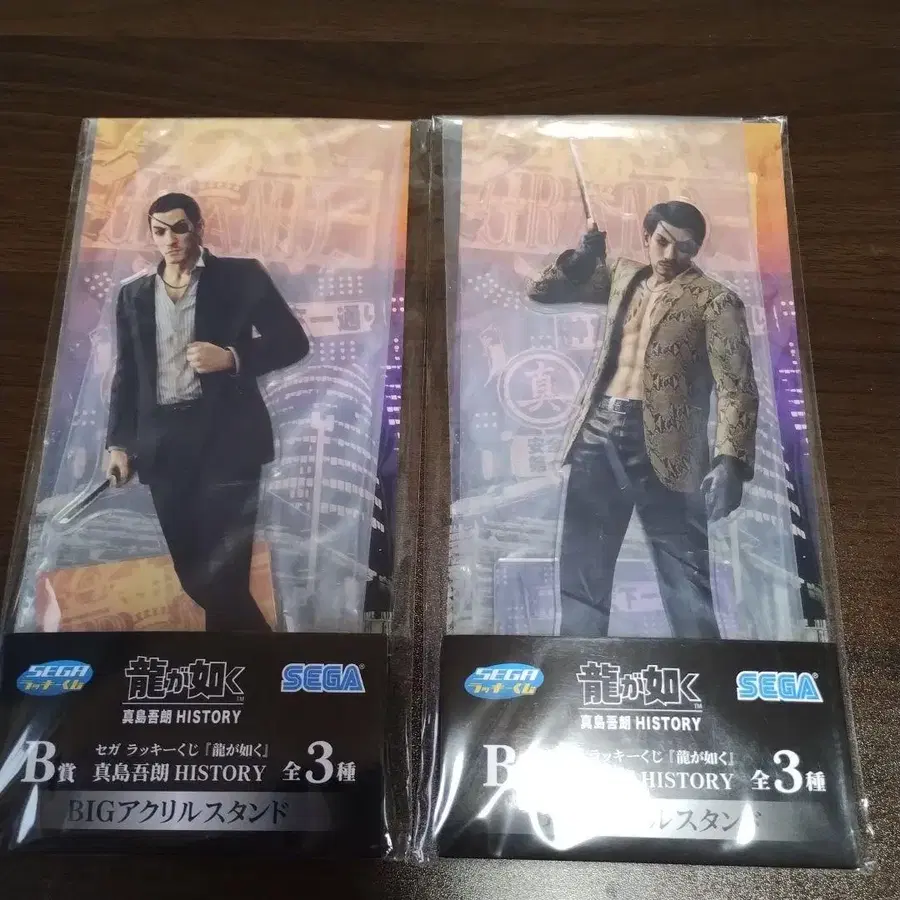 真
SEGA
ラッキーくじ
龍が如く
TM
真島吾朗 HISTORY
SEGA®
B賞
セガ ラッキーくじ『龍が如く』
真島吾朗 HISTORY
全3種
BIGアクリルスタンド
SEGA
ラッキーくじ
龍が如く
TM
真島吾朗 HISTORY
SEGA®
B
ラッキーくじ『龍が如く』
HISTORY
全3種
ルスタンド